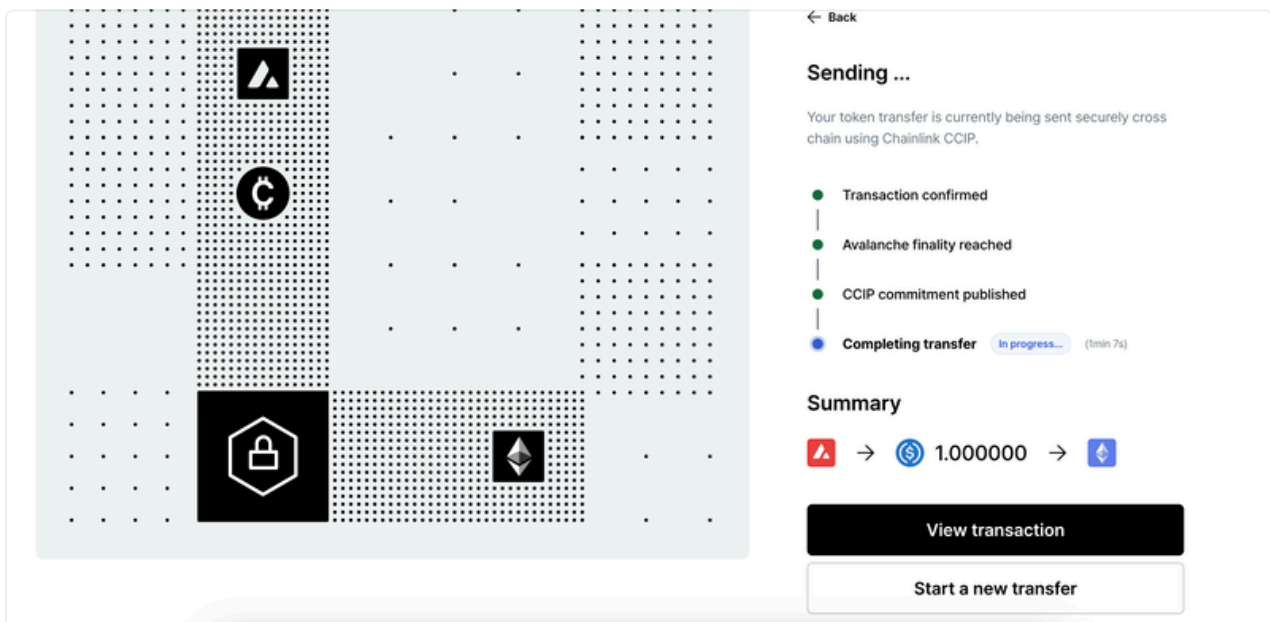 Back
Sending ...
Your token transfer is currently being sent securely cross
chain using Chainlink CCIP.
Transaction confirmed
Avalanche finality reached
CCIP commitment published
Completing transfer In progress... (1min 7s)
Summary
1.000000
View transaction
Start a new transfer